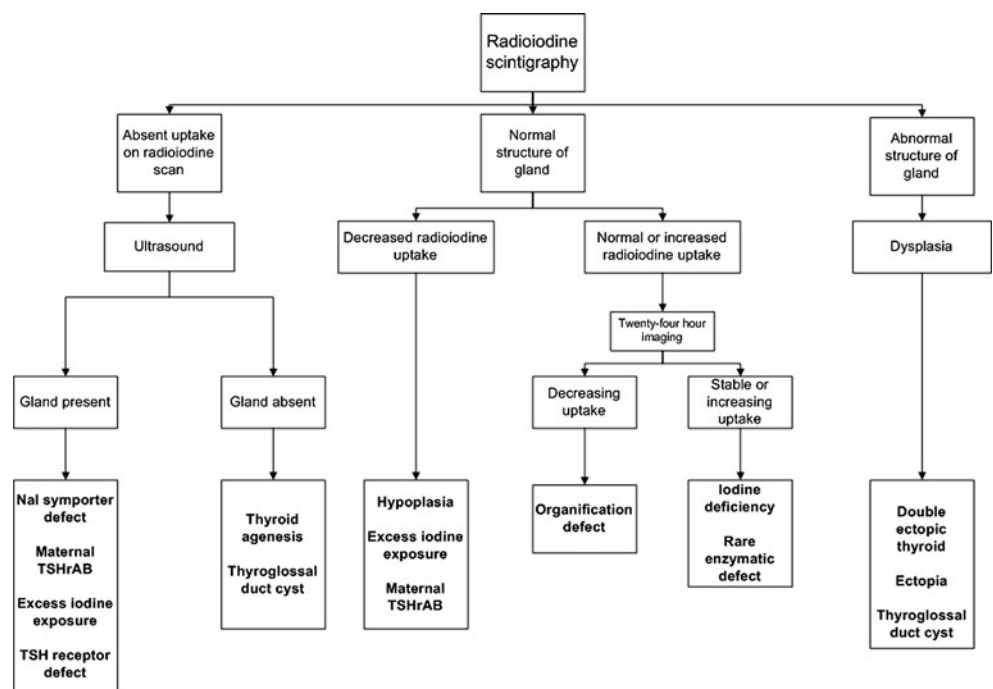 Radioiodine
scintigraphy
Absent uptake
on radioiodine
scan
Normal
structure of
gland
Abnormal
structure of
gland
Ultrasound
Decreased radioiodine
uptake
Normal or increased
radioiodine uptake
Dysplasia
Twenty-four hour
imaging
Gland present
Gland absent
Decreasing
uptake
Stable or
increasing
uptake
NaI symporter
defect
Maternal
TSHrAB
Excess iodine
exposure
TSH receptor
defect
Thyroid
agenesis
Thyroglossal
duct cyst
Hypoplasia
Excess iodine
exposure
Maternal
TSHrAB
Organification
defect
Iodine
deficiency
Rare
enzymatic
defect
Double
ectopic
thyroid
Ectopia
Thyroglossal
duct cyst